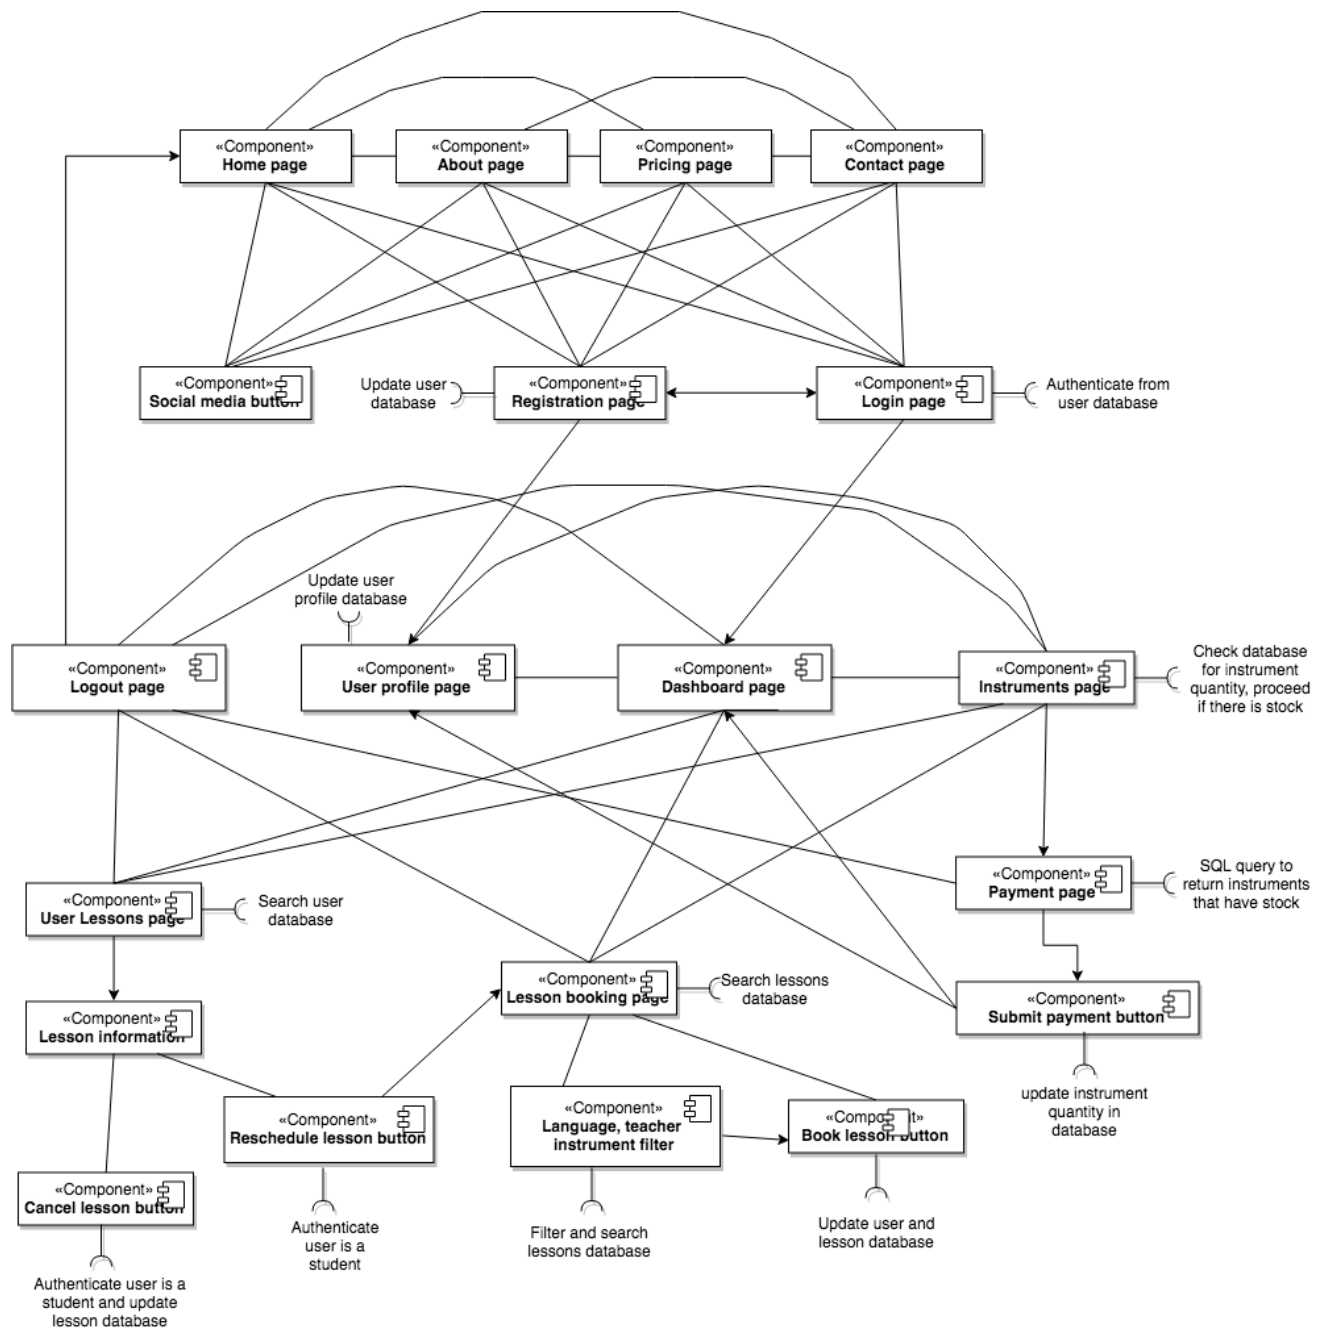 «Component»
Home page
«Component»
About page
«Component»
Pricing page
«Component»
Contact page
«Component»
Social media button
Update user
database
«Component»
Registration page
«Component»
Login page
Authenticate from
user database
Update user
profile database
«Component»
Logout page
«Component»
User profile page
«Component»
Dashboard page
«Component»
Instruments page
Check database
for instrument
quantity, proceed
if there is stock
«Component»
User Lessons page
Search user
database
«Component»
Payment page
SQL query to
return instruments
that have stock
«Component»
Lesson booking page
Search lessons
database
«Component»
Submit payment button
«Component»
Lesson information
update instrument
quantity in
database
«Component»
Reschedule lesson button
«Component»
Language, teacher
instrument filter
«Component»
Book lesson button
«Component»
Cancel lesson button
Authenticate
user is a
student
Filter and search
lessons database
Update user and
lesson database
Authenticate user is a
student and update
lesson database